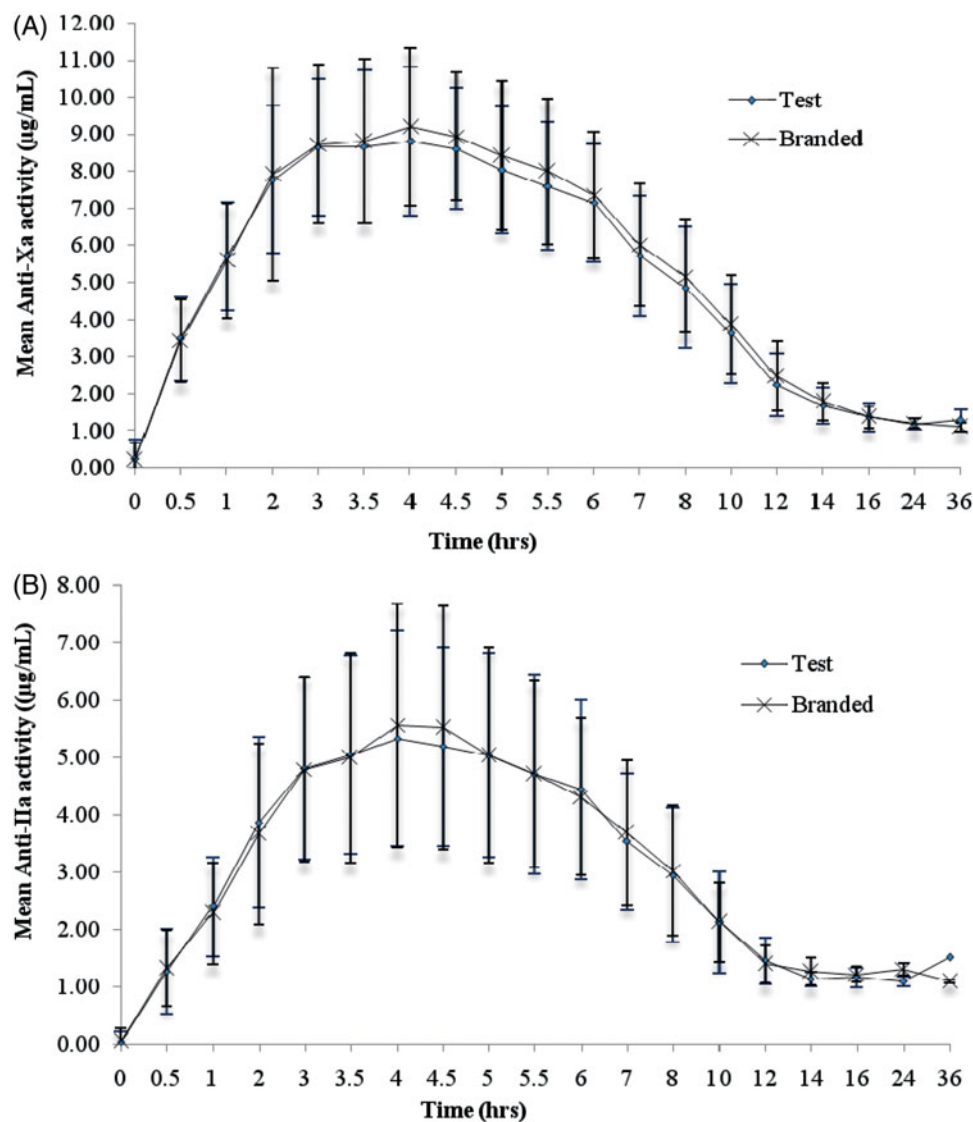 (A)
12.00
11.00
10.00
9.00
8.00
7.00
6.00
5.00
4.00
3.00
2.00
1.00
0.00
Mean Anti-Xa activity (µg/mL)
Test
Branded
0 0.5 1 2 3 3.5 4 4.5 5 5.5 6 7 8 10 12 14 16 24 36
Time (hrs)
(B)
8.00
7.00
6.00
5.00
4.00
3.00
2.00
1.00
0.00
Mean Anti-IIa activity ((µg/mL)
Test
Branded
0 0.5 1 2 3 3.5 4 4.5 5 5.5 6 7 8 10 12 14 16 24 36
Time (hrs)